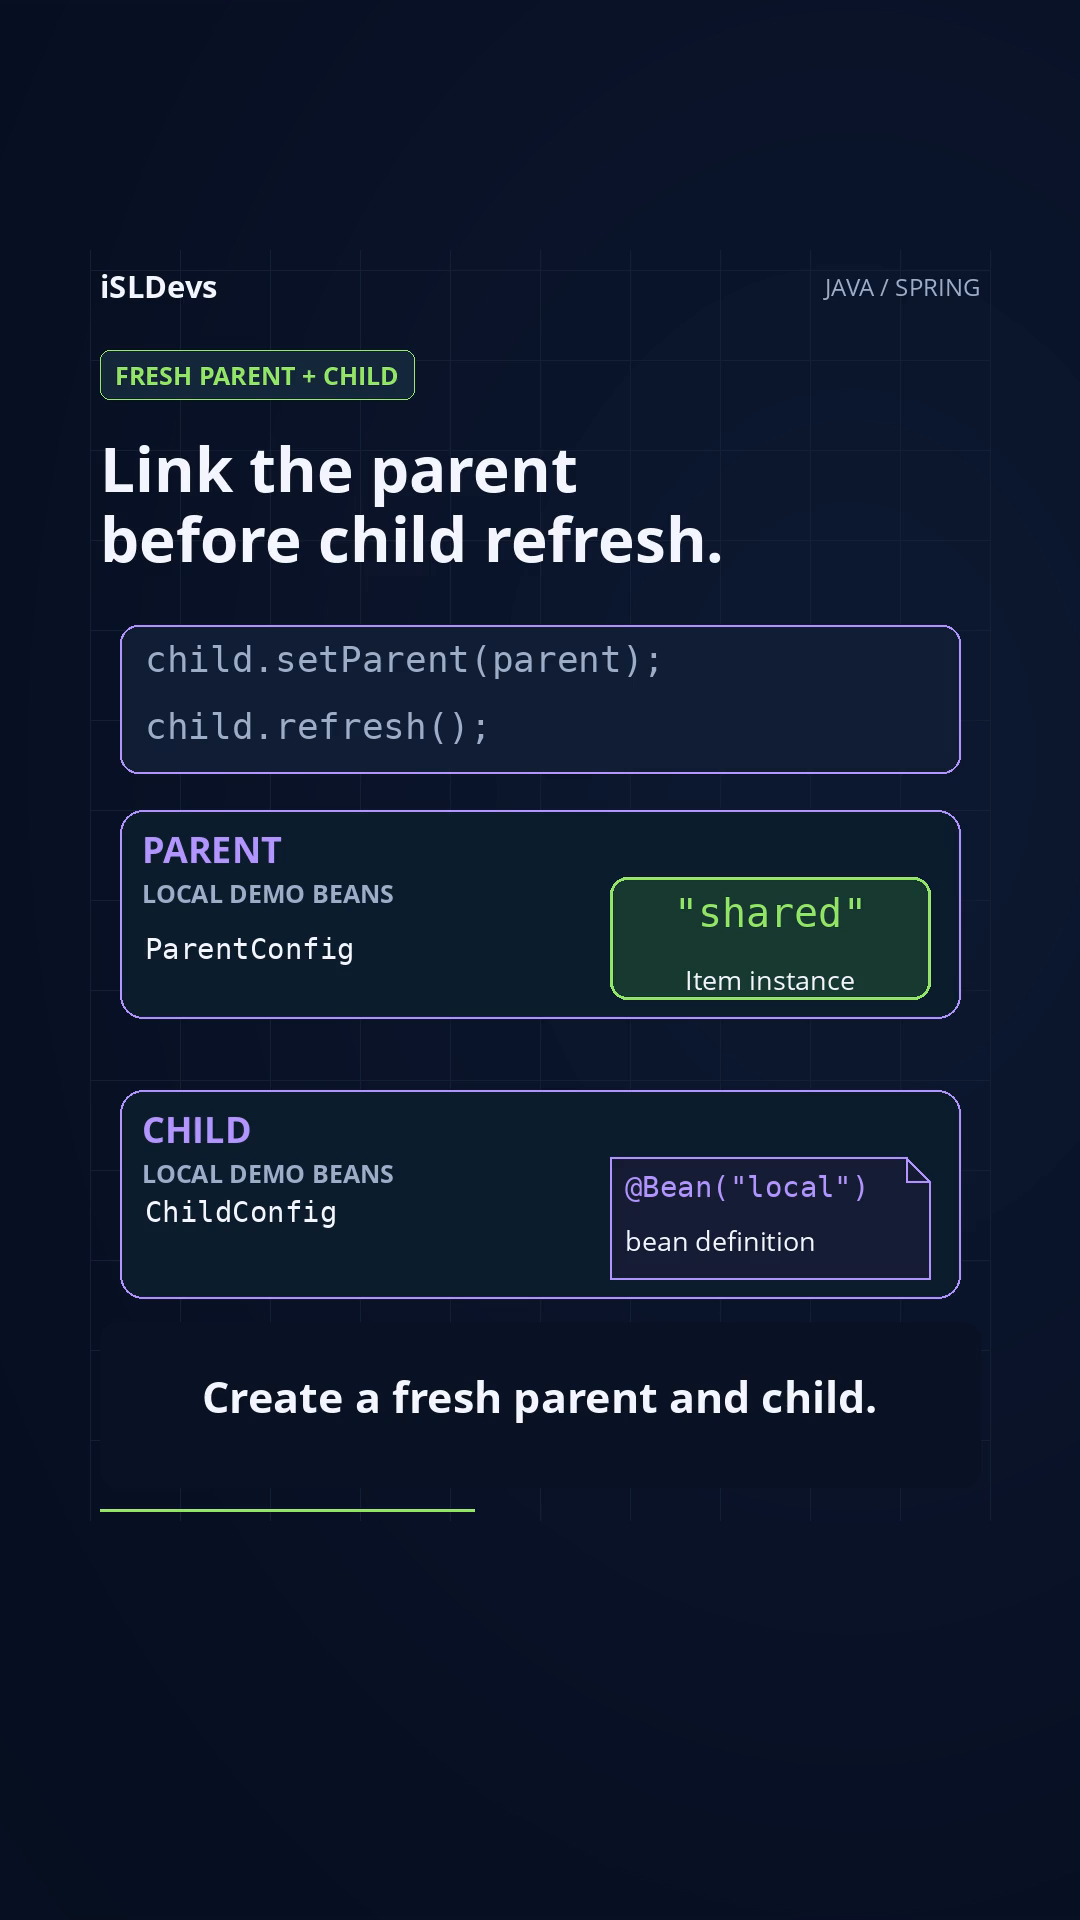 iSLDevs
JAVA / SPRING
FRESH PARENT + CHILD
Link the parent
before child refresh.
child.setParent(parent);
child.refresh();
PARENT
LOCAL DEMO BEANS
ParentConfig
"shared"
Item instance
CHILD
LOCAL DEMO BEANS
ChildConfig
@Bean("local")
bean definition
Create a fresh parent and child.